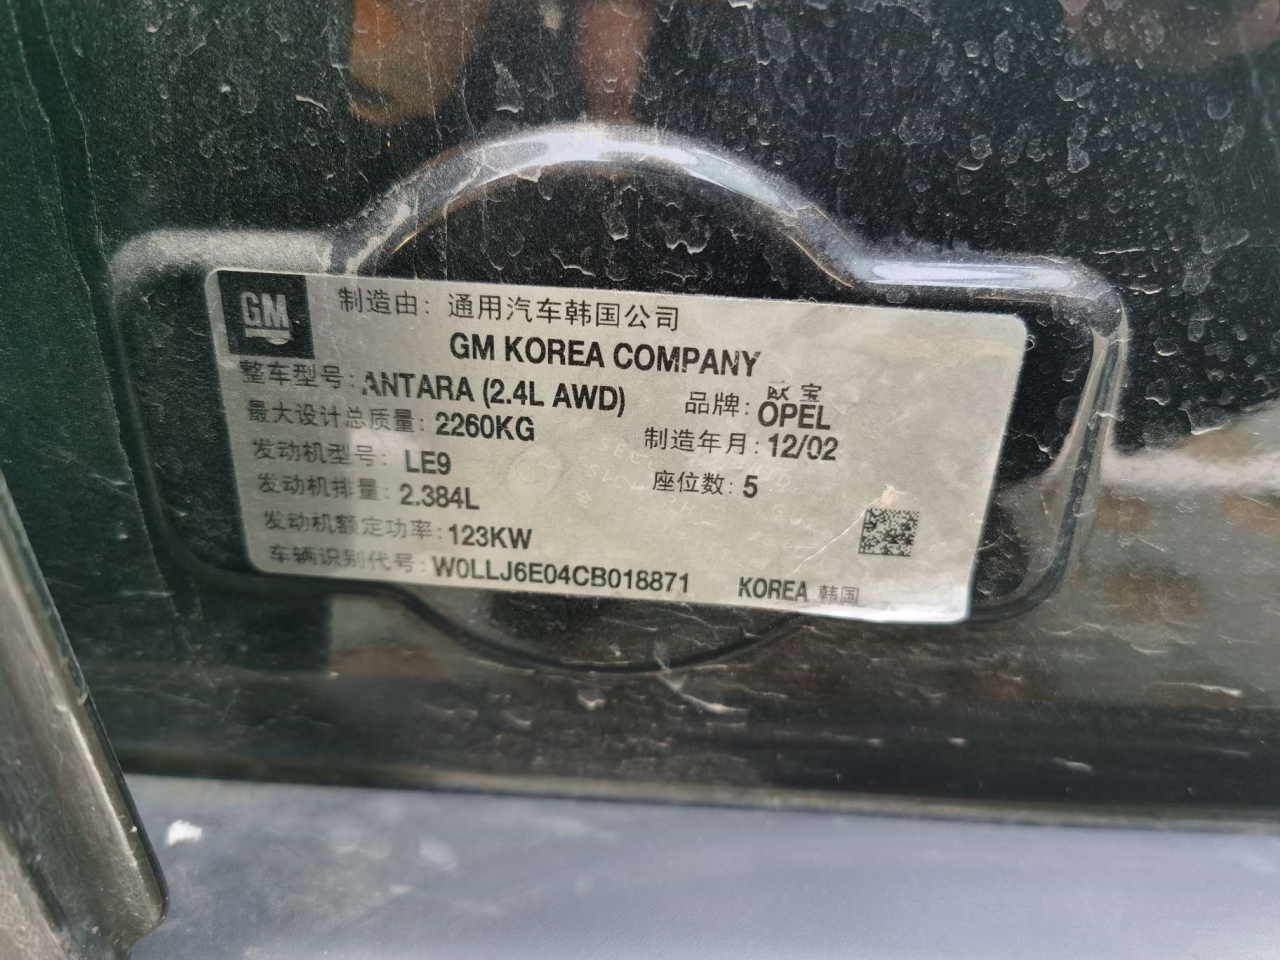 GM
制造由: 通用汽车韩国公司
GM KOREA COMPANY
整车型号: ANTARA (2.4L AWD) 品牌: 欧宝 OPEL
最大设计总质量: 2260KG 制造年月: 12/02
发动机型号: LE9 座位数: 5
发动机排量: 2.384L
发动机额定功率: 123KW
车辆识别代号: W0LLJ6E04CB018871 KOREA 韩国